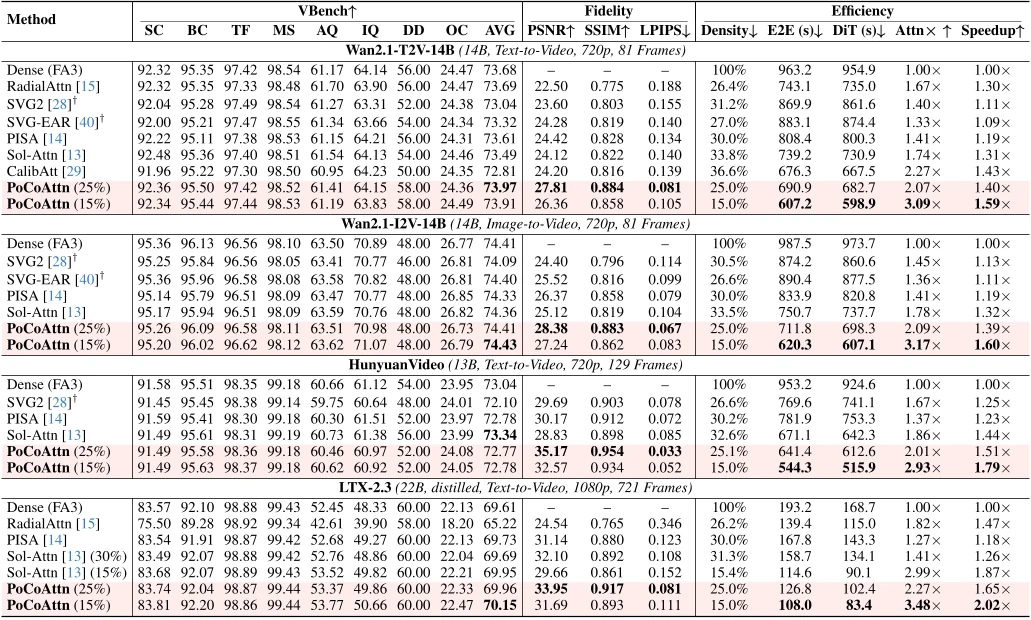 Method VBench↑ Fidelity Efficiency
SC BC TF MS AQ IQ DD OC AVG PSNR↑ SSIM↑ LPIPS↓ Density↓ E2E (s)↓ DiT (s)↓ Attn× ↑ Speedup↑
Wan2.1-T2V-14B (14B, Text-to-Video, 720p, 81 Frames)
Dense (FA3) 92.32 95.35 97.42 98.54 61.17 64.14 56.00 24.47 73.68 – – – 100% 963.2 954.9 1.00× 1.00×
RadialAttn [15] 92.32 95.35 97.33 98.48 61.70 63.90 56.00 24.47 73.69 22.50 0.775 0.188 26.4% 743.1 735.0 1.67× 1.30×
SVG2 [28]† 92.04 95.28 97.49 98.54 61.27 63.31 52.00 24.38 73.04 23.60 0.803 0.155 31.2% 869.9 861.6 1.40× 1.11×
SVG-EAR [40]† 92.00 95.21 97.47 98.55 61.34 63.66 54.00 24.34 73.32 24.28 0.819 0.140 27.0% 883.1 874.4 1.33× 1.09×
PISA [14] 92.22 95.11 97.38 98.53 61.15 64.21 56.00 24.31 73.61 24.42 0.828 0.134 30.0% 808.4 800.3 1.41× 1.19×
Sol-Attn [13] 92.48 95.36 97.40 98.51 61.54 64.13 54.00 24.46 73.49 24.12 0.822 0.140 33.8% 739.2 730.9 1.74× 1.31×
CalibAtt [29] 91.96 95.22 97.30 98.50 60.95 64.23 50.00 24.35 72.81 24.20 0.816 0.139 36.6% 676.3 667.5 2.27× 1.43×
PoCoAttn (25%) 92.36 95.50 97.42 98.52 61.41 64.15 58.00 24.36 73.97 27.81 0.884 0.081 25.0% 690.9 682.7 2.07× 1.40×
PoCoAttn (15%) 92.34 95.44 97.44 98.53 61.19 63.83 58.00 24.49 73.91 26.36 0.858 0.105 15.0% 607.2 598.9 3.09× 1.59×
Wan2.1-I2V-14B (14B, Image-to-Video, 720p, 81 Frames)
Dense (FA3) 95.36 96.13 96.56 98.10 63.50 70.89 48.00 26.77 74.41 – – – 100% 987.5 973.7 1.00× 1.00×
SVG2 [28]† 95.25 95.84 96.56 98.05 63.41 70.77 46.00 26.81 74.09 24.40 0.796 0.114 30.5% 874.2 860.6 1.45× 1.13×
SVG-EAR [40]† 95.36 95.96 96.58 98.08 63.58 70.82 48.00 26.81 74.40 25.52 0.816 0.099 26.6% 890.4 877.5 1.36× 1.11×
PISA [14] 95.14 95.79 96.51 98.09 63.47 70.77 48.00 26.85 74.33 26.37 0.858 0.079 30.0% 833.9 820.8 1.41× 1.19×
Sol-Attn [13] 95.17 95.94 96.51 98.09 63.59 70.76 48.00 26.82 74.36 25.12 0.819 0.104 33.5% 750.7 737.7 1.78× 1.32×
PoCoAttn (25%) 95.26 96.09 96.58 98.11 63.51 70.98 48.00 26.73 74.41 28.38 0.883 0.067 25.0% 711.8 698.3 2.09× 1.39×
PoCoAttn (15%) 95.20 96.02 96.62 98.12 63.62 71.07 48.00 26.79 74.43 27.24 0.862 0.083 15.0% 620.3 607.1 3.17× 1.60×
HunyuanVideo (13B, Text-to-Video, 720p, 129 Frames)
Dense (FA3) 91.58 95.51 98.35 99.18 60.66 61.12 54.00 23.95 73.04 – – – 100% 953.2 924.6 1.00× 1.00×
SVG2 [28]† 91.45 95.45 98.38 99.14 59.75 60.64 48.00 24.01 72.10 29.69 0.903 0.078 26.6% 769.6 741.1 1.67× 1.25×
PISA [14] 91.59 95.41 98.30 99.18 60.30 61.51 52.00 23.97 72.78 30.17 0.912 0.072 30.2% 781.9 753.3 1.37× 1.23×
Sol-Attn [13] 91.49 95.61 98.31 99.19 60.73 61.38 56.00 23.99 73.34 28.83 0.898 0.085 32.6% 671.1 642.3 1.86× 1.44×
PoCoAttn (25%) 91.49 95.58 98.36 99.18 60.46 60.97 52.00 24.08 72.77 35.17 0.954 0.033 25.1% 641.4 612.6 2.01× 1.51×
PoCoAttn (15%) 91.49 95.63 98.37 99.18 60.62 60.92 52.00 24.05 72.78 32.57 0.934 0.052 15.0% 544.3 515.9 2.93× 1.79×
LTX-2.3 (22B, distilled, Text-to-Video, 1080p, 721 Frames)
Dense (FA3) 83.57 92.10 98.88 99.43 52.45 48.33 60.00 22.13 69.61 – – – 100% 193.2 168.7 1.00× 1.00×
RadialAttn [15] 75.50 89.28 98.92 99.34 42.61 39.90 58.00 18.20 65.22 24.54 0.765 0.346 26.2% 139.4 115.0 1.82× 1.47×
PISA [14] 83.54 91.91 98.87 99.42 52.68 49.27 60.00 22.13 69.73 31.14 0.880 0.123 30.0% 167.8 143.3 1.27× 1.18×
Sol-Attn [13] (30%) 83.49 92.07 98.88 99.42 52.76 48.86 60.00 22.04 69.69 32.10 0.892 0.108 31.3% 158.7 134.1 1.41× 1.26×
Sol-Attn [13] (15%) 83.68 92.07 98.89 99.43 53.52 49.82 60.00 22.21 69.95 29.66 0.861 0.152 15.4% 114.6 90.1 2.99× 1.87×
PoCoAttn (25%) 83.74 92.04 98.87 99.44 53.37 49.86 60.00 22.33 69.96 33.95 0.917 0.081 25.0% 126.8 102.4 2.27× 1.65×
PoCoAttn (15%) 83.81 92.20 98.86 99.44 53.77 50.66 60.00 22.47 70.15 31.69 0.893 0.111 15.0% 108.0 83.4 3.48× 2.02×